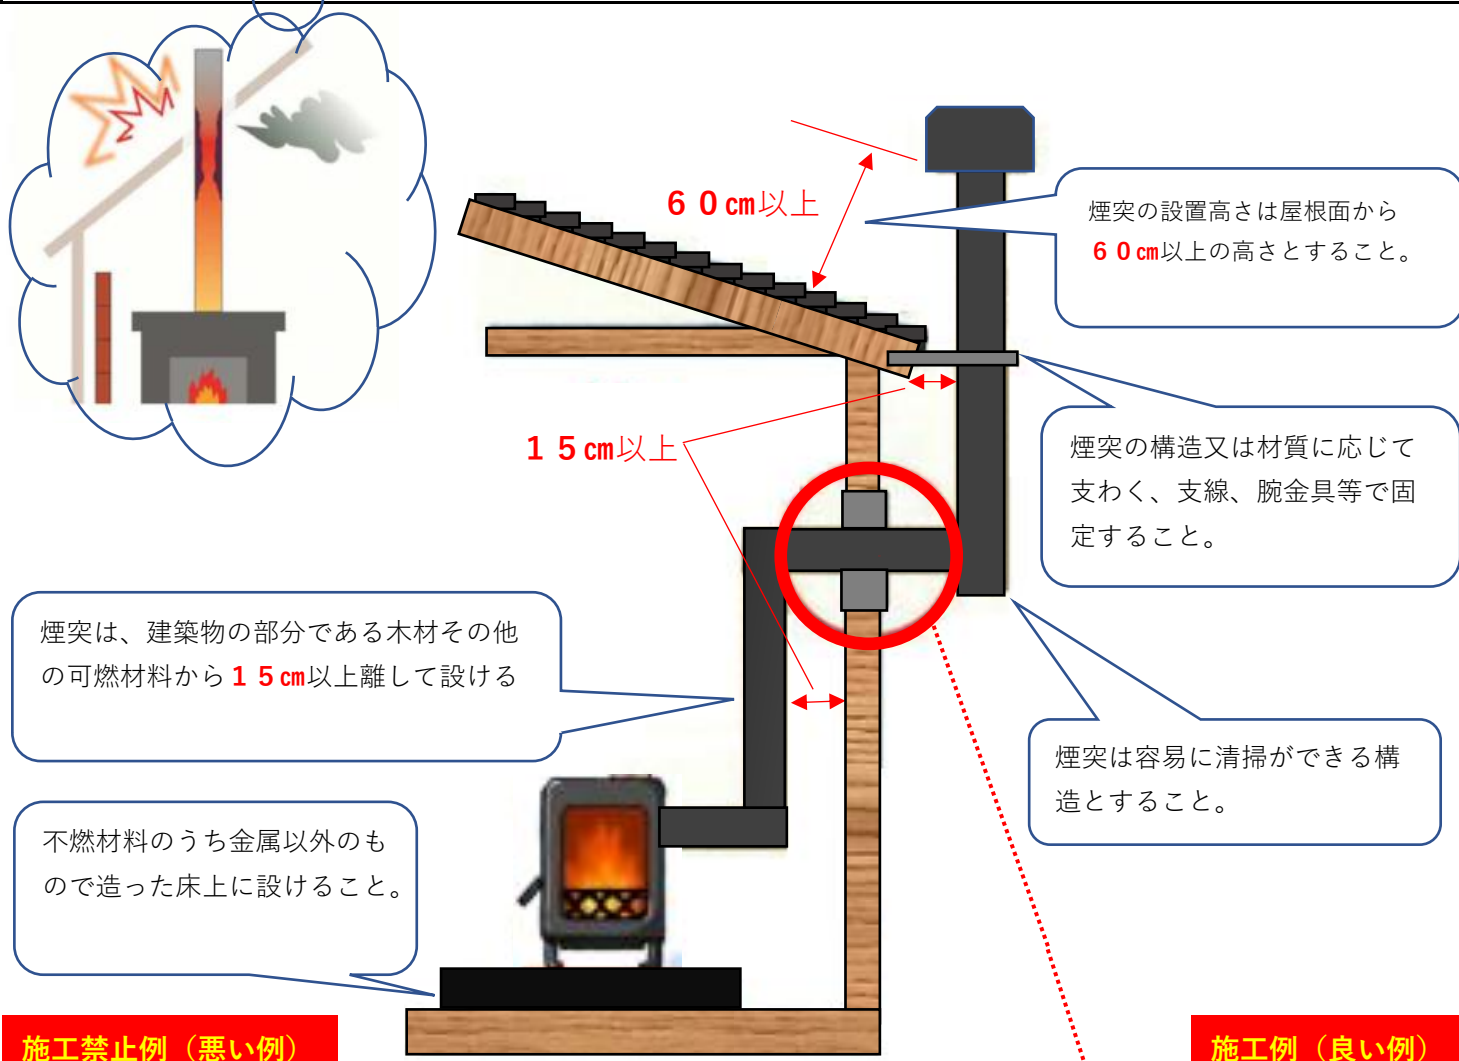 ６０㎝以上
煙突の設置高さは屋根面から
６０㎝以上の高さとすること。
１５㎝以上
煙突の構造又は材質に応じて
支わく、支線、腕金具等で固
定すること。
煙突は、建築物の部分である木材その他
の可燃材料から１５㎝以上離して設ける
煙突は容易に清掃ができる構
造とすること。
不燃材料のうち金属以外のも
ので造った床上に設けること。
施工禁止例（悪い例）
施工例（良い例）